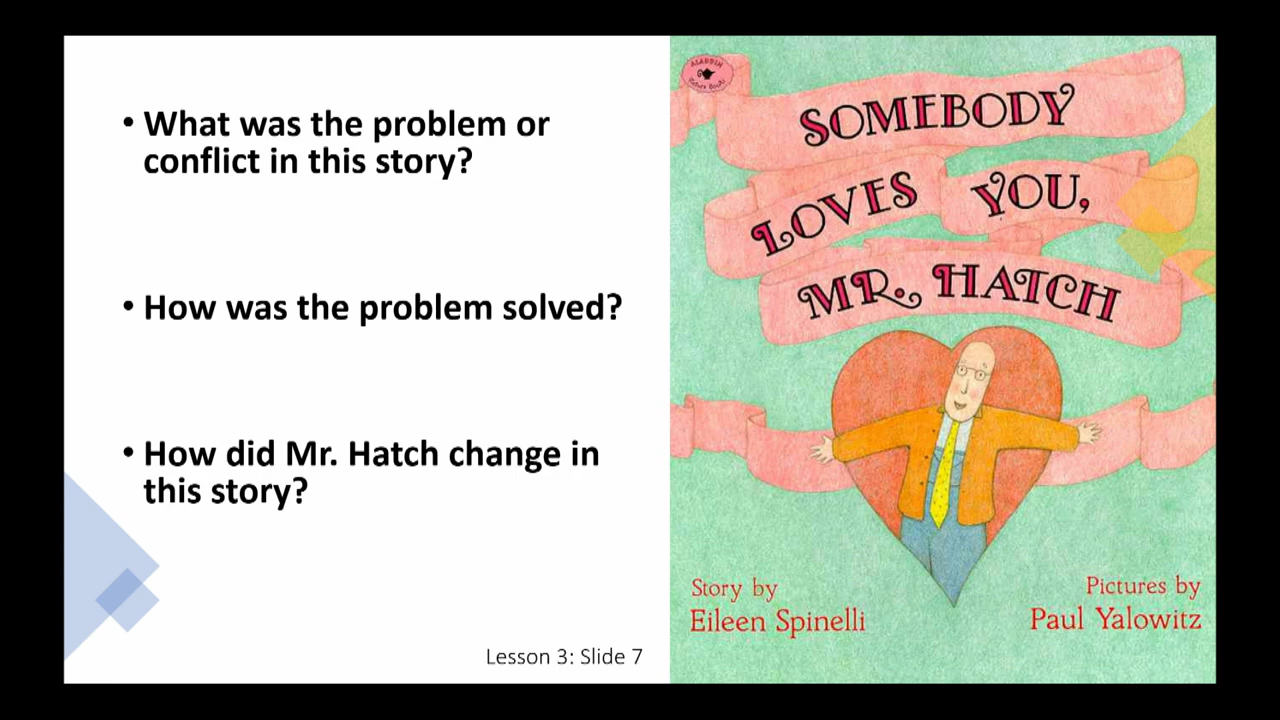 • What was the problem or
conflict in this story?
• How was the problem solved?
• How did Mr. Hatch change in
this story?
Lesson 3: Slide 7
ALADDIN
SOMEBODY
LOVES YOU,
MR. HATCH
Story by
Eileen Spinelli
Pictures by
Paul Yalowitz